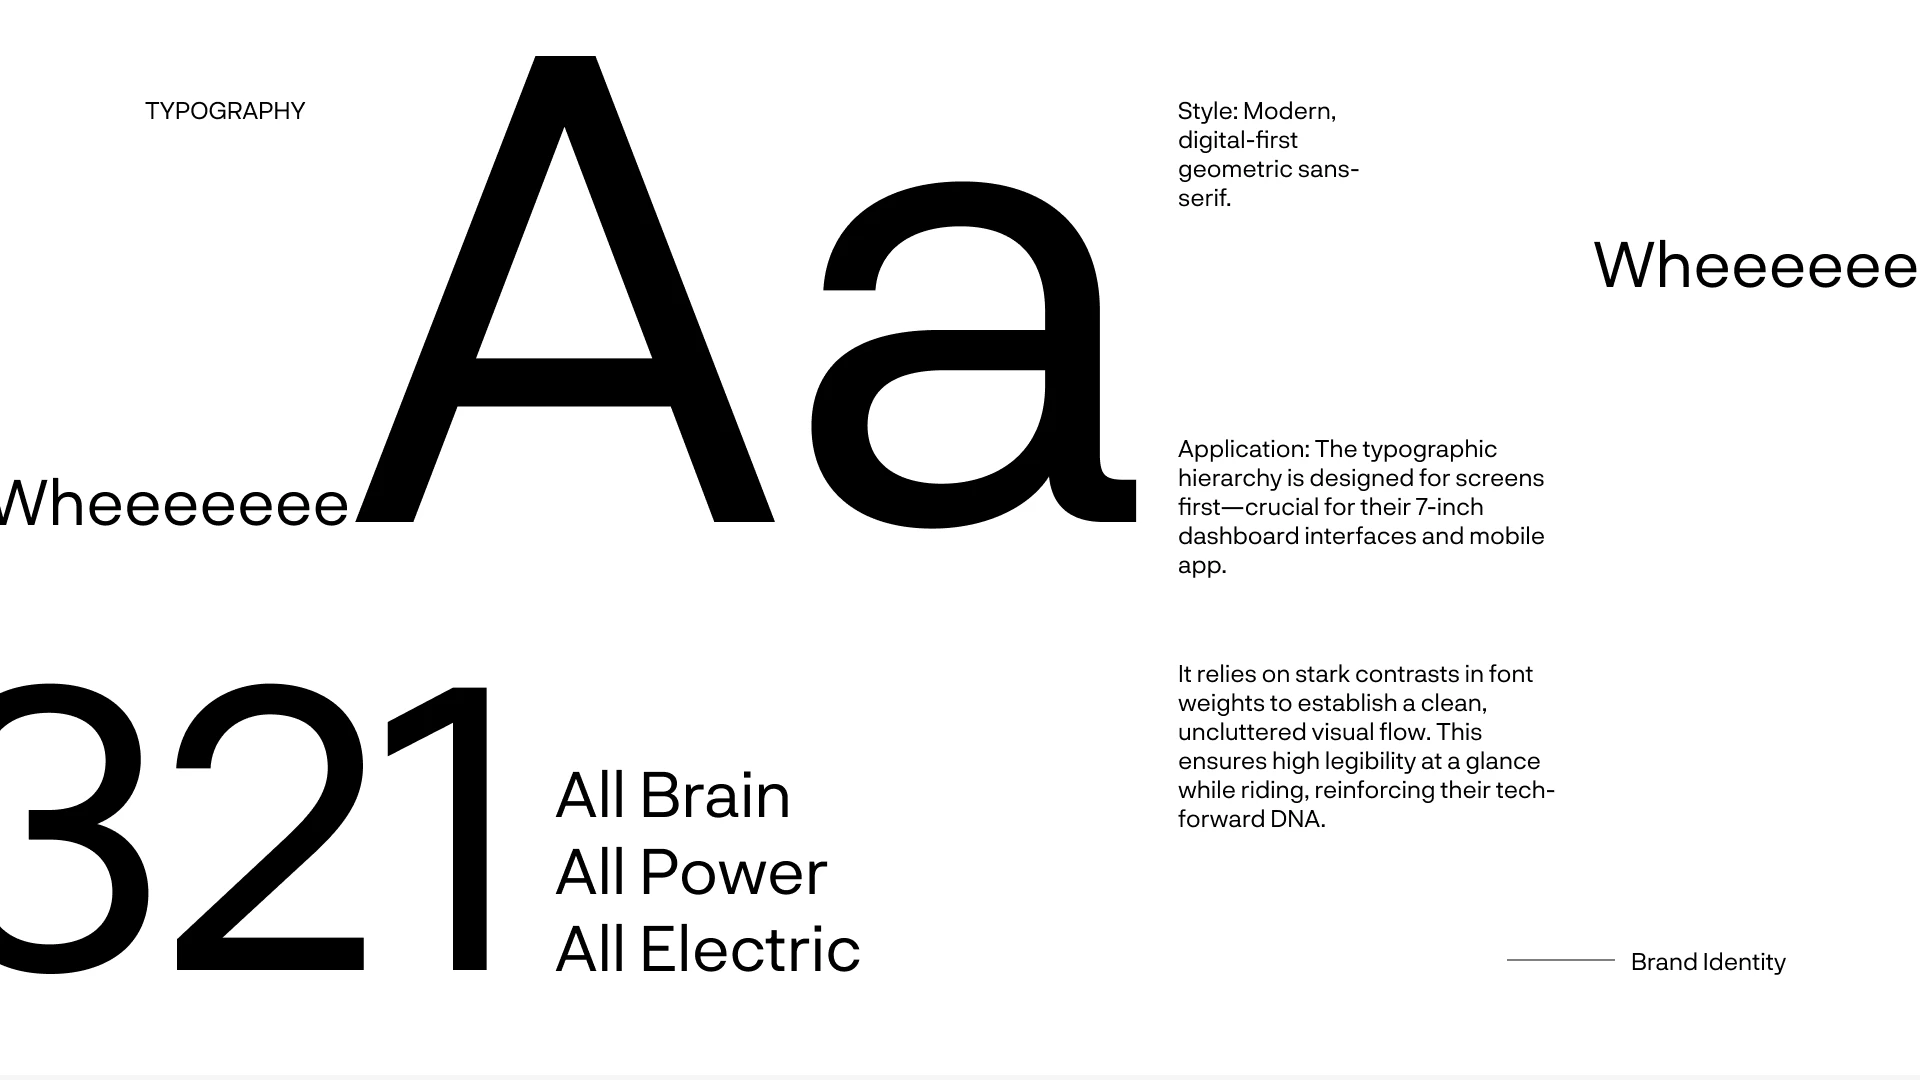 TYPOGRAPHY
Aa
Style: Modern,
digital-first
geometric sans-
serif.
Wheeeeee
Wheeeeeee
Application: The typographic
hierarchy is designed for screens
first—crucial for their 7-inch
dashboard interfaces and mobile
app.
321
All Brain
All Power
All Electric
It relies on stark contrasts in font
weights to establish a clean,
uncluttered visual flow. This
ensures high legibility at a glance
while riding, reinforcing their tech-
forward DNA.
Brand Identity